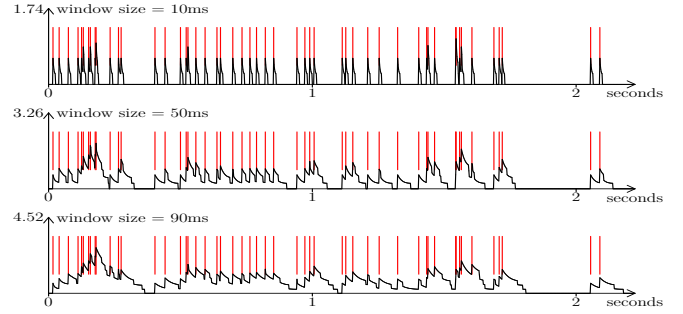 1.74 window size = 10ms
0 1 2 seconds
3.26 window size = 50ms
0 1 2 seconds
4.52 window size = 90ms
0 1 2 seconds